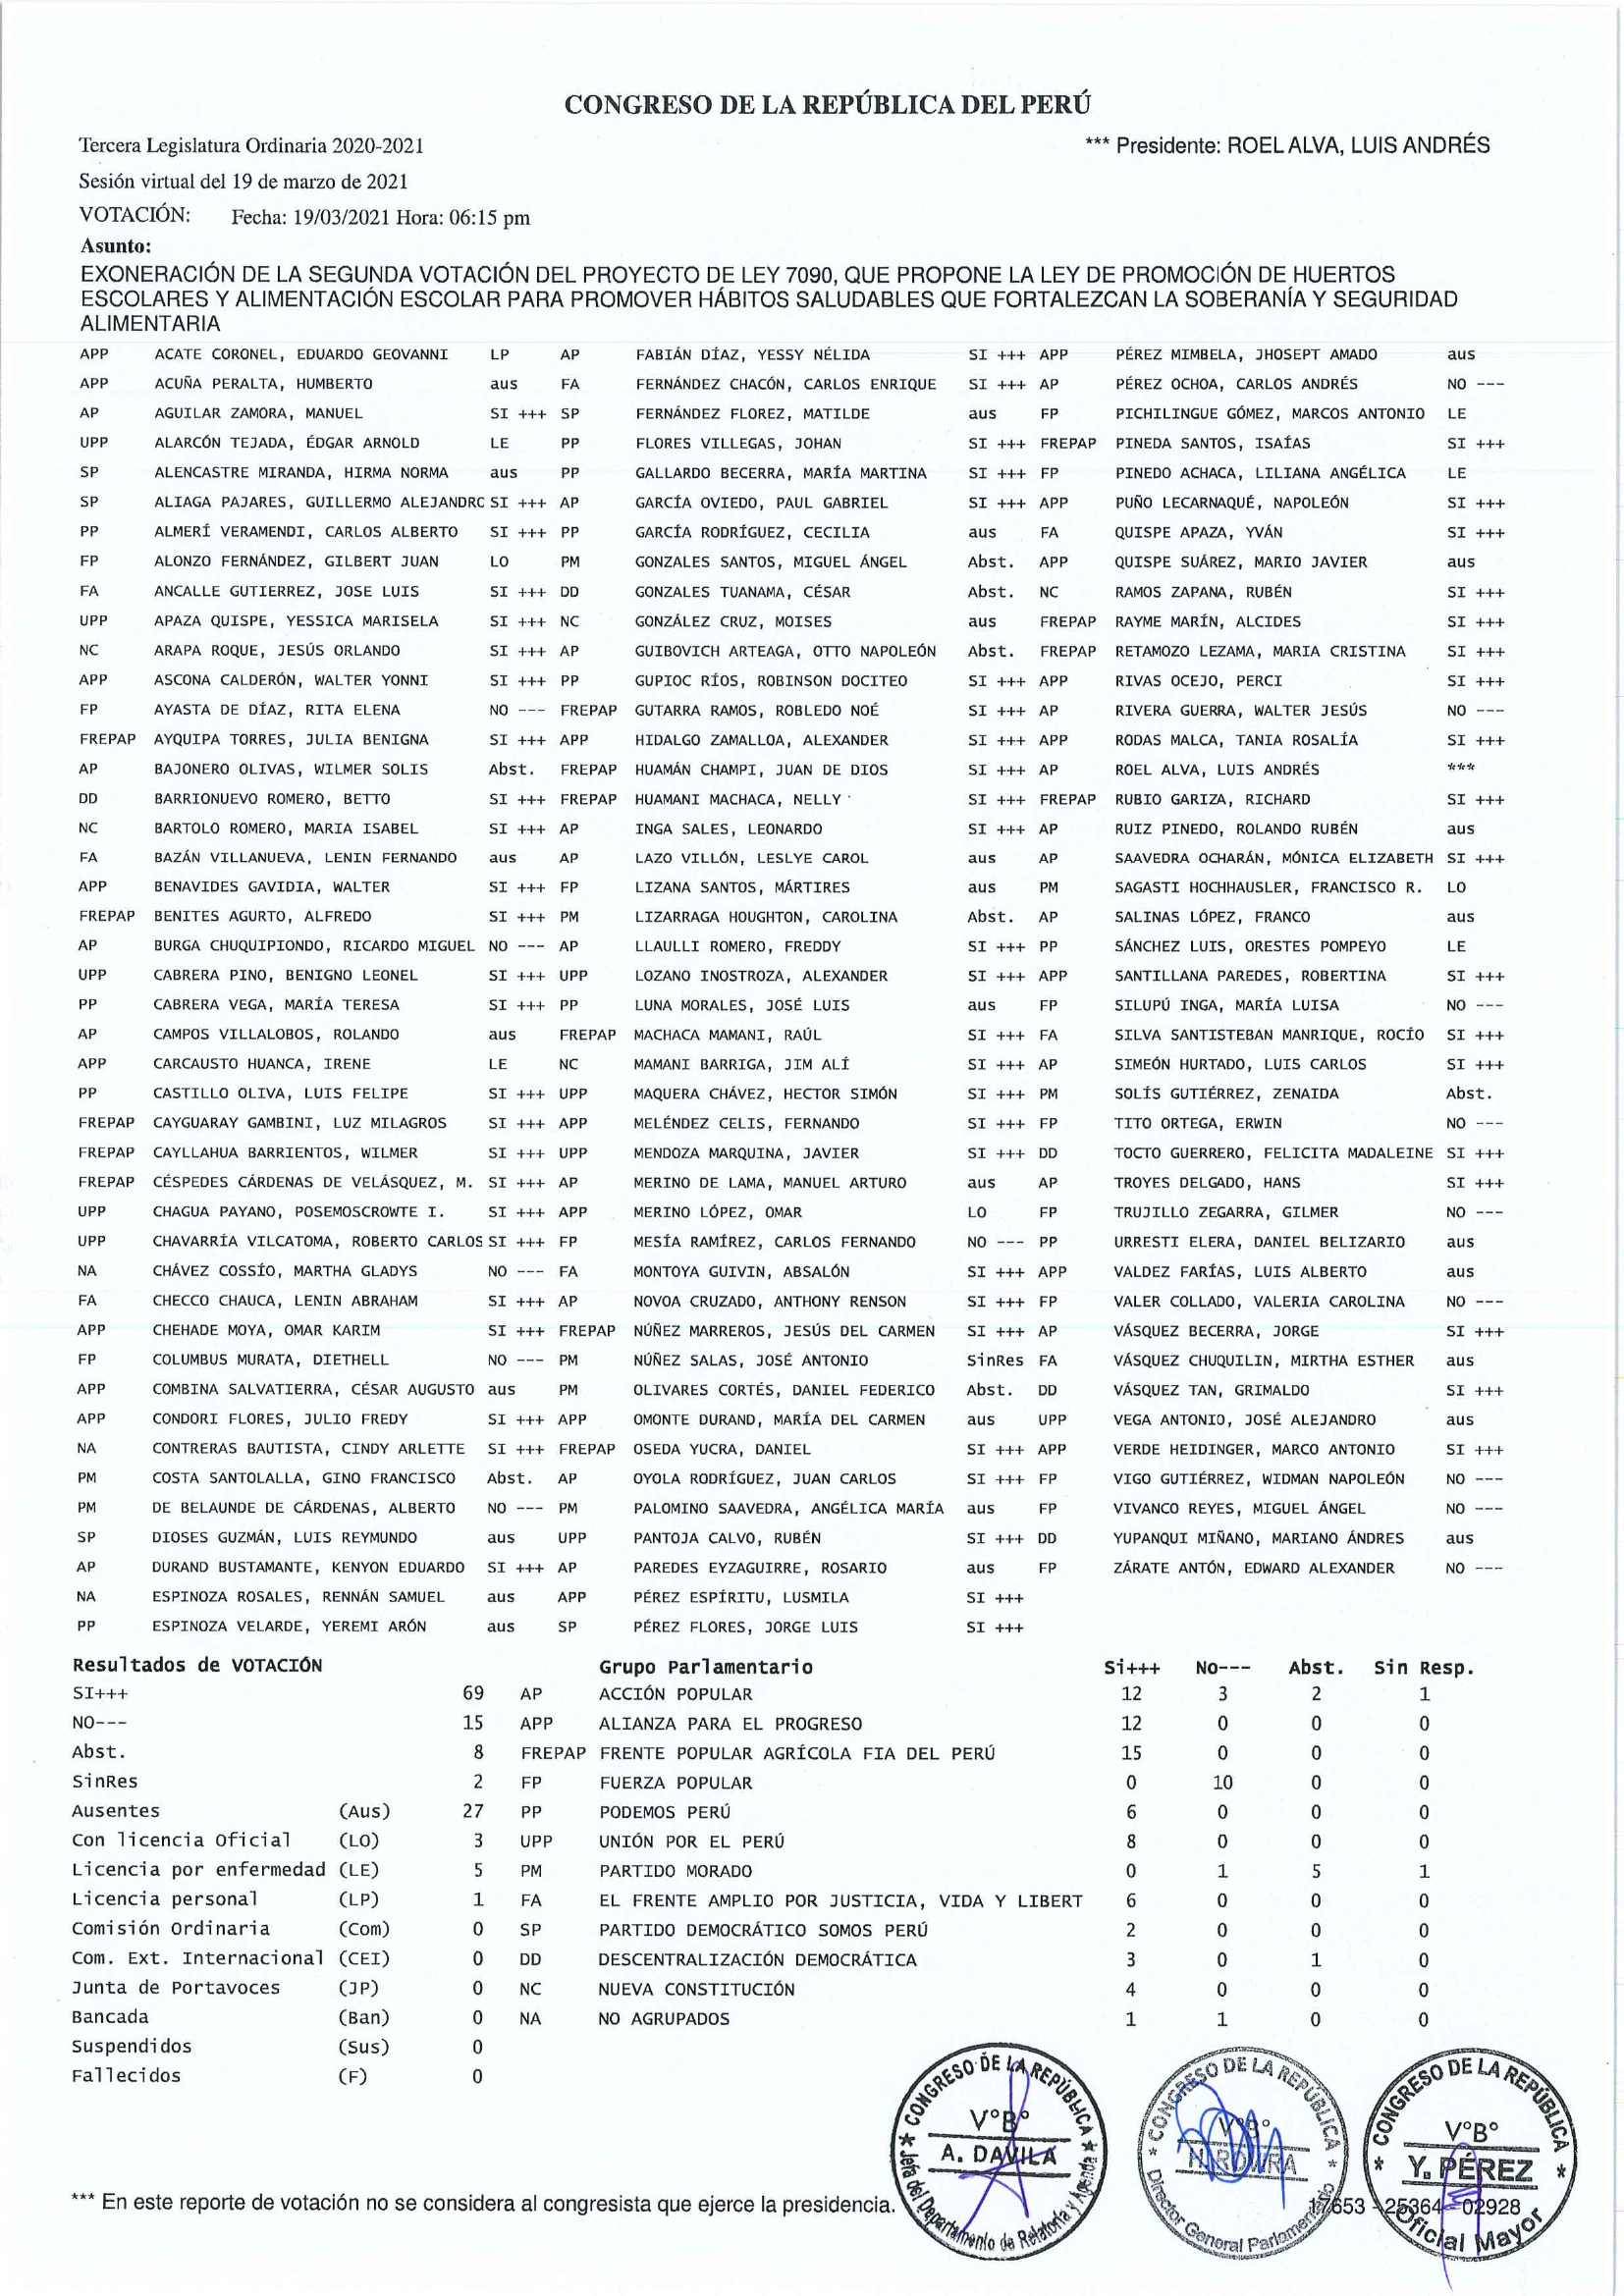 CONGRESO DE LA REPÚBLICA DEL PERÚ
Tercera Legislatura Ordinaria 2020-2021 *** Presidente: ROEL ALVA, LUIS ANDRÉS
Sesión virtual del 19 de marzo de 2021
VOTACIÓN: Fecha: 19/03/2021 Hora: 06:15 pm
Asunto:
EXONERACIÓN DE LA SEGUNDA VOTACIÓN DEL PROYECTO DE LEY 7090, QUE PROPONE LA LEY DE PROMOCIÓN DE HUERTOS
ESCOLARES Y ALIMENTACIÓN ESCOLAR PARA PROMOVER HÁBITOS SALUDABLES QUE FORTALEZCAN LA SOBERANÍA Y SEGURIDAD
ALIMENTARIA
APP ACATE CORONEL, EDUARDO GEOVANNI LP AP FABIÁN DÍAZ, YESSY NÉLIDA SI +++ APP PÉREZ MIMBELA, JHOSEPT AMADO aus
APP ACUÑA PERALTA, HUMBERTO aus FA FERNÁNDEZ CHACÓN, CARLOS ENRIQUE SI +++ AP PÉREZ OCHOA, CARLOS ANDRÉS NO ---
AP AGUILAR ZAMORA, MANUEL SI +++ SP FERNÁNDEZ FLOREZ, MATILDE aus FP PICHILINGUE GÓMEZ, MARCOS ANTONIO LE
UPP ALARCÓN TEJADA, ÉDGAR ARNOLD LE PP FLORES VILLEGAS, JOHAN SI +++ FREPAP PINEDA SANTOS, ISAÍAS SI +++
SP ALENCASTRE MIRANDA, HIRMA NORMA aus PP GALLARDO BECERRA, MARÍA MARTINA SI +++ FP PINEDO ACHACA, LILIANA ANGÉLICA LE
SP ALIAGA PAJARES, GUILLERMO ALEJANDRO SI +++ AP GARCÍA OVIEDO, PAUL GABRIEL SI +++ APP PUÑO LECARNAQUÉ, NAPOLEÓN SI +++
PP ALMERÍ VERAMENDI, CARLOS ALBERTO SI +++ PP GARCÍA RODRÍGUEZ, CECILIA aus FA QUISPE APAZA, YVÁN SI +++
FP ALONZO FERNÁNDEZ, GILBERT JUAN LO PM GONZALES SANTOS, MIGUEL ÁNGEL Abst. APP QUISPE SUÁREZ, MARIO JAVIER aus
FA ANCALLE GUTIERREZ, JOSE LUIS SI +++ DD GONZALES TUANAMA, CÉSAR Abst. NC RAMOS ZAPANA, RUBÉN SI +++
UPP APAZA QUISPE, YESSICA MARISELA SI +++ NC GONZÁLEZ CRUZ, MOISES aus FREPAP RAYME MARÍN, ALCIDES SI +++
NC ARAPA ROQUE, JESÚS ORLANDO SI +++ AP GUIBOVICH ARTEAGA, OTTO NAPOLEÓN Abst. FREPAP RETAMOZO LEZAMA, MARIA CRISTINA SI +++
APP ASCONA CALDERÓN, WALTER YONNI SI +++ PP GUPIOC RÍOS, ROBINSON DOCITEO SI +++ APP RIVAS OCEJO, PERCI SI +++
FP AYASTA DE DÍAZ, RITA ELENA NO --- FREPAP GUTARRA RAMOS, ROBLEDO NOÉ SI +++ AP RIVERA GUERRA, WALTER JESÚS NO ---
FREPAP AYQUIPA TORRES, JULIA BENIGNA SI +++ APP HIDALGO ZAMALLOA, ALEXANDER SI +++ APP RODAS MALCA, TANIA ROSALÍA SI +++
AP BAJONERO OLIVAS, WILMER SOLIS Abst. FREPAP HUAMÁN CHAMPI, JUAN DE DIOS SI +++ AP ROEL ALVA, LUIS ANDRÉS ***
DD BARRIONUEVO ROMERO, BETTO SI +++ FREPAP HUAMANI MACHACA, NELLY SI +++ FREPAP RUBIO GARIZA, RICHARD SI +++
NC BARTOLO ROMERO, MARIA ISABEL SI +++ AP INGA SALES, LEONARDO SI +++ AP RUIZ PINEDO, ROLANDO RUBÉN aus
FA BAZÁN VILLANUEVA, LENIN FERNANDO aus AP LAZO VILLÓN, LESLYE CAROL aus AP SAAVEDRA OCHARÁN, MÓNICA ELIZABETH SI +++
APP BENAVIDES GAVIDIA, WALTER SI +++ FP LIZANA SANTOS, MÁRTIRES aus PM SAGASTI HOCHHAUSLER, FRANCISCO R. LO
FREPAP BENITES AGURTO, ALFREDO SI +++ PM LIZARRAGA HOUGHTON, CAROLINA Abst. AP SALINAS LÓPEZ, FRANCO aus
AP BURGA CHUQUIPIONDO, RICARDO MIGUEL NO --- AP LLAULLI ROMERO, FREDDY SI +++ PP SÁNCHEZ LUIS, ORESTES POMPEYO LE
UPP CABRERA PINO, BENIGNO LEONEL SI +++ UPP LOZANO INOSTROZA, ALEXANDER SI +++ APP SANTILLANA PAREDES, ROBERTINA SI +++
PP CABRERA VEGA, MARÍA TERESA SI +++ PP LUNA MORALES, JOSÉ LUIS aus FP SILUPÚ INGA, MARÍA LUISA NO ---
AP CAMPOS VILLALOBOS, ROLANDO aus FREPAP MACHACA MAMANI, RAÚL SI +++ FA SILVA SANTISTEBAN MANRIQUE, ROCÍO SI +++
APP CARCAUSTO HUANCA, IRENE LE NC MAMANI BARRIGA, JIM ALÍ SI +++ AP SIMEÓN HURTADO, LUIS CARLOS SI +++
PP CASTILLO OLIVA, LUIS FELIPE SI +++ UPP MAQUERA CHÁVEZ, HECTOR SIMÓN SI +++ PM SOLÍS GUTIÉRREZ, ZENAIDA Abst.
FREPAP CAYGUARAY GAMBINI, LUZ MILAGROS SI +++ APP MELÉNDEZ CELIS, FERNANDO SI +++ FP TITO ORTEGA, ERWIN NO ---
FREPAP CAYLLAHUA BARRIENTOS, WILMER SI +++ UPP MENDOZA MARQUINA, JAVIER SI +++ DD TOCTO GUERRERO, FELICITA MADALEINE SI +++
FREPAP CÉSPEDES CÁRDENAS DE VELÁSQUEZ, M. SI +++ AP MERINO DE LAMA, MANUEL ARTURO aus AP TROYES DELGADO, HANS SI +++
UPP CHAGUA PAYANO, POSEMOSCROWTE I. SI +++ APP MERINO LÓPEZ, OMAR LO FP TRUJILLO ZEGARRA, GILMER NO ---
UPP CHAVARRÍA VILCATOMA, ROBERTO CARLOS SI +++ FP MESÍA RAMÍREZ, CARLOS FERNANDO NO --- PP URRESTI ELERA, DANIEL BELIZARIO aus
NA CHÁVEZ COSSÍO, MARTHA GLADYS NO --- FA MONTOYA GUIVIN, ABSALÓN SI +++ APP VALDEZ FARÍAS, LUIS ALBERTO aus
FA CHECCO CHAUCA, LENIN ABRAHAM SI +++ AP NOVOA CRUZADO, ANTHONY RENSON SI +++ FP VALER COLLADO, VALERIA CAROLINA NO ---
APP CHEHADE MOYA, OMAR KARIM SI +++ FREPAP NÚÑEZ MARREROS, JESÚS DEL CARMEN SI +++ AP VÁSQUEZ BECERRA, JORGE SI +++
FP COLUMBUS MURATA, DIETHELL NO --- PM NÚÑEZ SALAS, JOSÉ ANTONIO SinRes FA VÁSQUEZ CHUQUILIN, MIRTHA ESTHER aus
APP COMBINA SALVATIERRA, CÉSAR AUGUSTO aus PM OLIVARES CORTÉS, DANIEL FEDERICO Abst. DD VÁSQUEZ TAN, GRIMALDO SI +++
APP CONDORI FLORES, JULIO FREDY SI +++ APP OMONTE DURAND, MARÍA DEL CARMEN aus UPP VEGA ANTONIO, JOSÉ ALEJANDRO aus
NA CONTRERAS BAUTISTA, CINDY ARLETTE SI +++ FREPAP OSEDA YUCRA, DANIEL SI +++ APP VERDE HEIDINGER, MARCO ANTONIO SI +++
PM COSTA SANTOLALLA, GINO FRANCISCO Abst. AP OYOLA RODRÍGUEZ, JUAN CARLOS SI +++ FP VIGO GUTIÉRREZ, WIDMAN NAPOLEÓN NO ---
PM DE BELAUNDE DE CÁRDENAS, ALBERTO NO --- PM PALOMINO SAAVEDRA, ANGÉLICA MARÍA aus FP VIVANCO REYES, MIGUEL ÁNGEL NO ---
SP DIOSES GUZMÁN, LUIS REYMUNDO aus UPP PANTOJA CALVO, RUBÉN SI +++ DD YUPANQUI MIÑANO, MARIANO ÁNDRES aus
AP DURAND BUSTAMANTE, KENYON EDUARDO SI +++ AP PAREDES EYZAGUIRRE, ROSARIO aus FP ZÁRATE ANTÓN, EDWARD ALEXANDER NO ---
NA ESPINOZA ROSALES, RENNÁN SAMUEL aus APP PÉREZ ESPÍRITU, LUSMILA SI +++
PP ESPINOZA VELARDE, YEREMI ARÓN aus SP PÉREZ FLORES, JORGE LUIS SI +++
Resultados de VOTACIÓN Grupo Parlamentario Si+++ No--- Abst. Sin Resp.
SI+++ 69 AP ACCIÓN POPULAR 12 3 2 1
NO--- 15 APP ALIANZA PARA EL PROGRESO 12 0 0 0
Abst. 8 FREPAP FRENTE POPULAR AGRÍCOLA FIA DEL PERÚ 15 0 0 0
SinRes 2 FP FUERZA POPULAR 0 10 0 0
Ausentes (Aus) 27 PP PODEMOS PERÚ 6 0 0 0
Con licencia Oficial (LO) 3 UPP UNIÓN POR EL PERÚ 8 0 0 0
Licencia por enfermedad (LE) 5 PM PARTIDO MORADO 0 1 5 1
Licencia personal (LP) 1 FA EL FRENTE AMPLIO POR JUSTICIA, VIDA Y LIBERT 6 0 0 0
Comisión Ordinaria (Com) 0 SP PARTIDO DEMOCRÁTICO SOMOS PERÚ 2 0 0 0
Com. Ext. Internacional (CEI) 0 DD DESCENTRALIZACIÓN DEMOCRÁTICA 3 0 1 0
Junta de Portavoces (JP) 0 NC NUEVA CONSTITUCIÓN 4 0 0 0
Bancada (Ban) 0 NA NO AGRUPADOS 1 1 0 0
Suspendidos (Sus) 0
Fallecidos (F) 0
★ CONGRESO DE LA REPÚBLICA ★
V°B°
A. DAVILA
Jefa del Departamento de Relatoría y Agenda
* CONGRESO DE LA REPÚBLICA *
V°B°
Director General Parlamentario
* CONGRESO DE LA REPÚBLICA *
V°B°
Y. PÉREZ
Oficial Mayor
*** En este reporte de votación no se considera al congresista que ejerce la presidencia. 17653 - 25364 - 02928